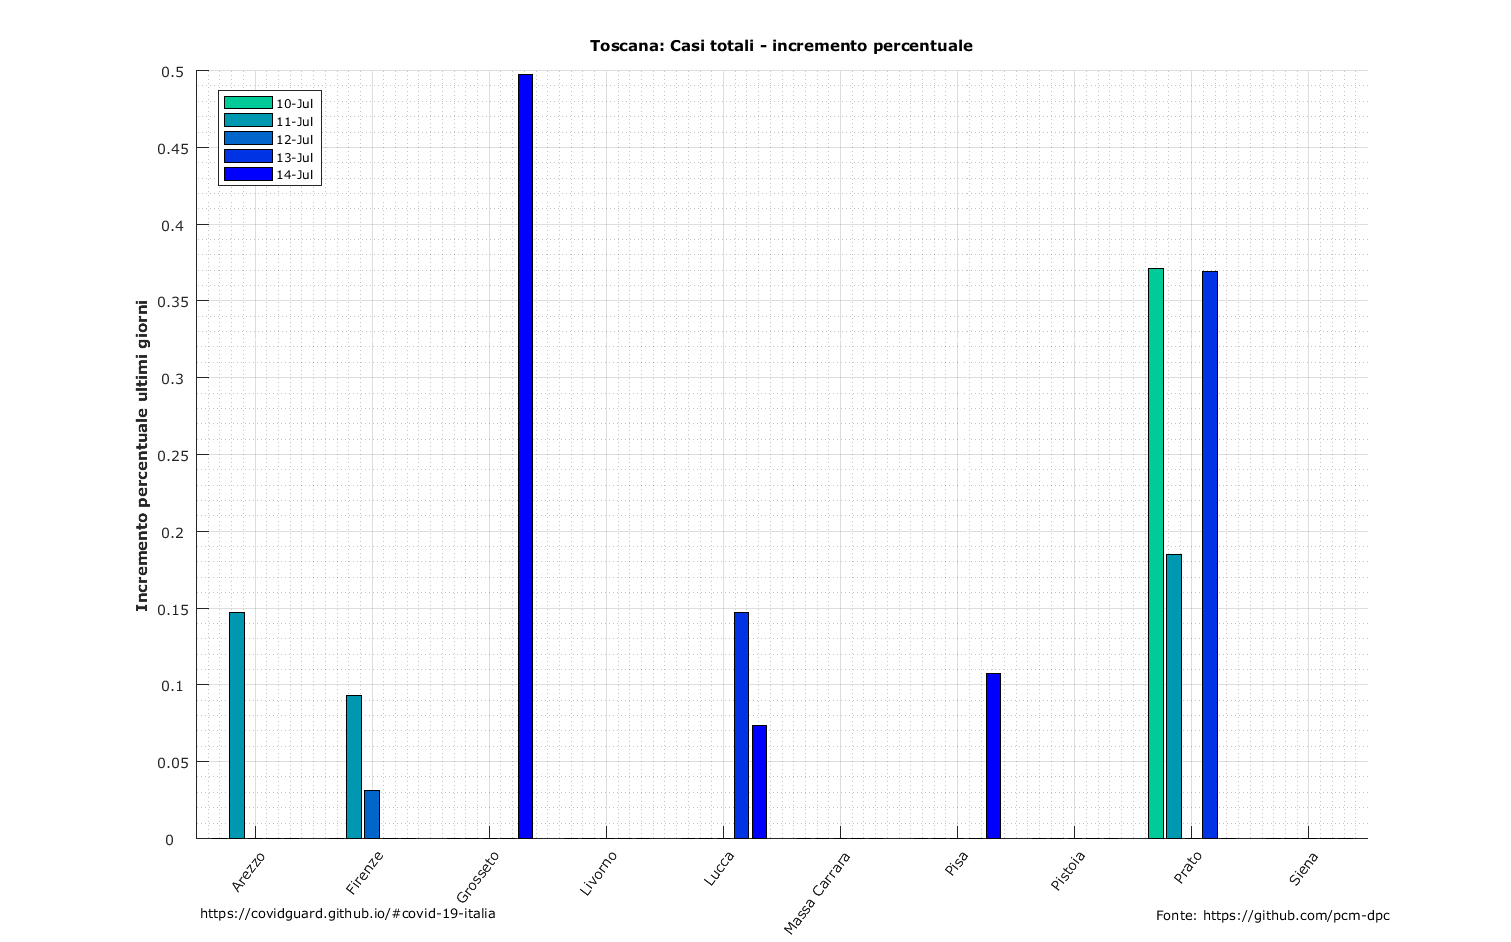 Toscana: Casi totali - incremento percentuale
Incremento percentuale ultimi giorni
0.5
0.45
0.4
0.35
0.3
0.25
0.2
0.15
0.1
0.05
0
10-Jul
11-Jul
12-Jul
13-Jul
14-Jul
Arezzo
Firenze
Grosseto
Livorno
Lucca
Massa Carrara
Pisa
Pistoia
Prato
Siena
https://covidguard.github.io/#covid-19-italia
Fonte: https://github.com/pcm-dpc